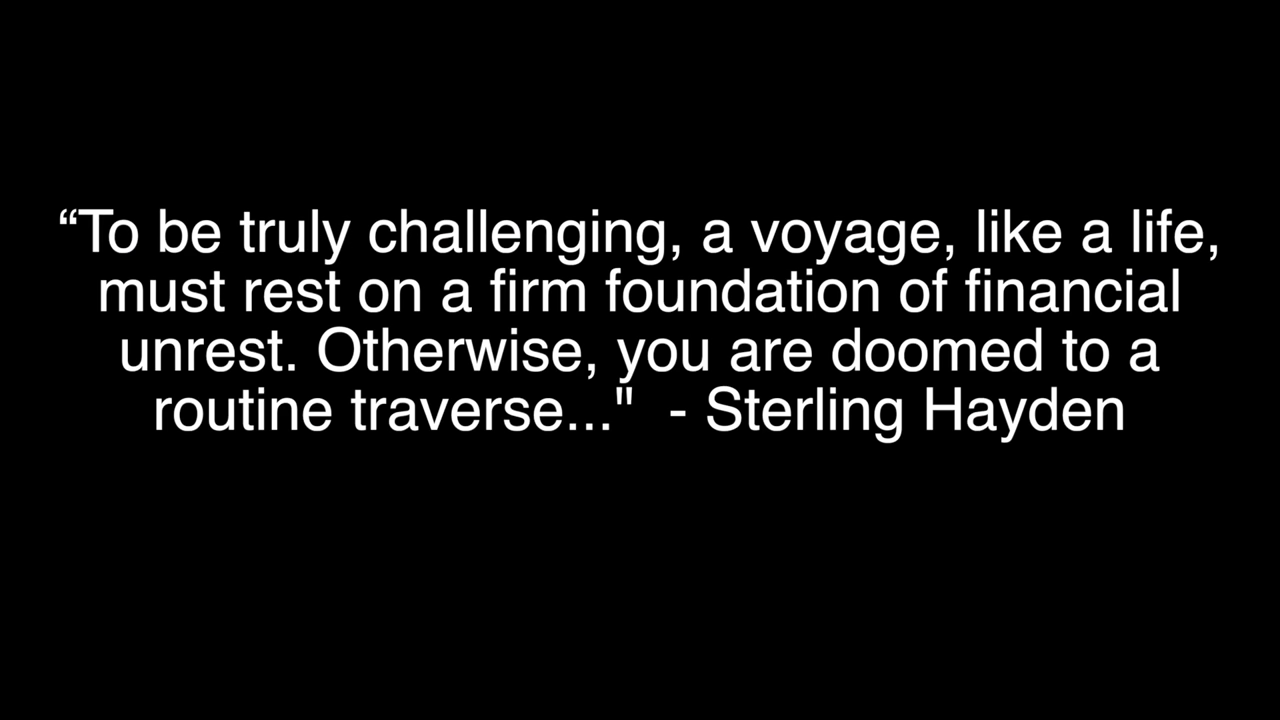 “To be truly challenging, a voyage, like a life,
must rest on a firm foundation of financial
unrest. Otherwise, you are doomed to a
routine traverse..."  - Sterling Hayden